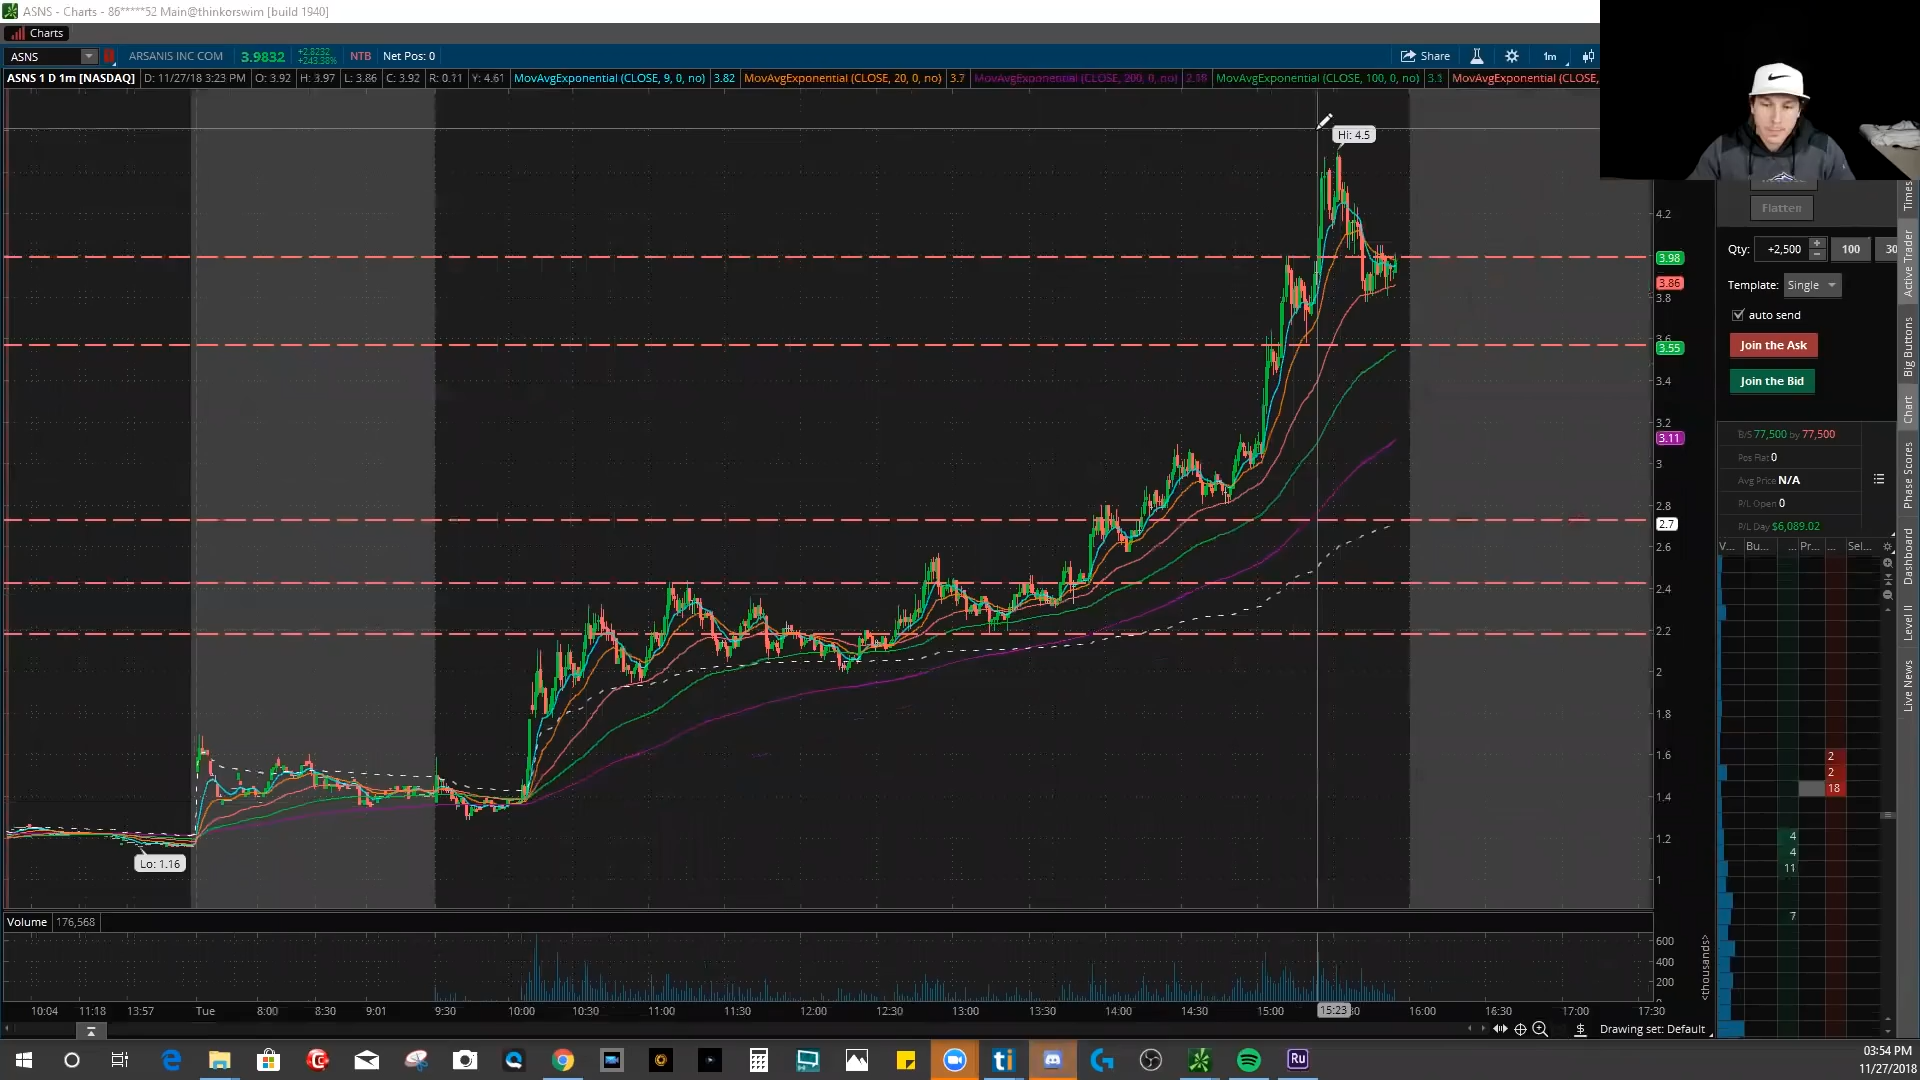 ASNS - Charts - 86*****52 Main@thinkorswim [build 1940]
Charts
ASNS
ARSANIS INC COM
3.9832
+2.8232
+243.38%
NTB
Net Pos: 0
Share
1m
ASNS 1 D 1m [NASDAQ]
D: 11/27/18 3:23 PM
O: 3.92
H: 3.97
L: 3.86
C: 3.92
R: 0.11
Y: 4.61
MovAvgExponential (CLOSE, 9, 0, no)
3.82
MovAvgExponential (CLOSE, 20, 0, no)
3.7
MovAvgExponential (CLOSE, 200, 0, no)
MovAvgExponential (CLOSE, 100, 0, no)
MovAvgExponential (CLOSE,
Hi: 4.5
Lo: 1.16
4.2
3.98
3.86
3.8
3.6
3.55
3.4
3.2
3.11
3
2.8
2.7
2.6
2.4
2.2
2
1.8
1.6
1.4
1.2
1
Flatten
Qty: +2,500 100 30
Template: Single
auto send
Join the Ask
Join the Bid
B/S 77,500 by 77,500
Pos Flat 0
Avg Price N/A
P/L Open 0
P/L Day $6,089.02
V... Bu... ... Pr... ... Sel...
2
2
18
4
4
11
7
Times
Active Trader
Big Buttons
Chart
Phase Scores
Dashboard
Level II
Live News
Volume 176,568
600
400
200
0
<thousands>
10:04 11:18 13:57 Tue 8:00 8:30 9:01 9:30 10:00 10:30 11:00 11:30 12:00 12:30 13:00 13:30 14:00 14:30 15:00 15:23 16:00 16:30 17:00 17:30
Drawing set: Default
ti
Ru
03:54 PM
11/27/2018